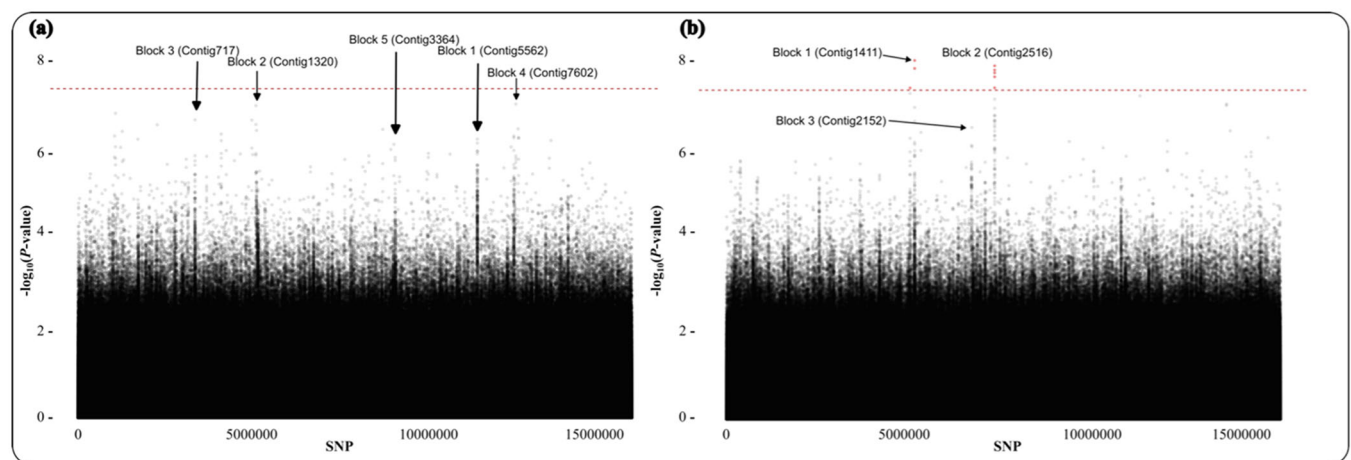 (a)
Block 3 (Contig717)
Block 5 (Contig3364)
Block 2 (Contig1320)
Block 1 (Contig5562)
Block 4 (Contig7602)
8
6
4
2
0
-log10(P-value)
0 5000000 10000000 15000000
SNP
(b)
Block 1 (Contig1411)
Block 2 (Contig2516)
Block 3 (Contig2152)
8
6
4
2
0
-log10(P-value)
0 5000000 10000000 15000000
SNP